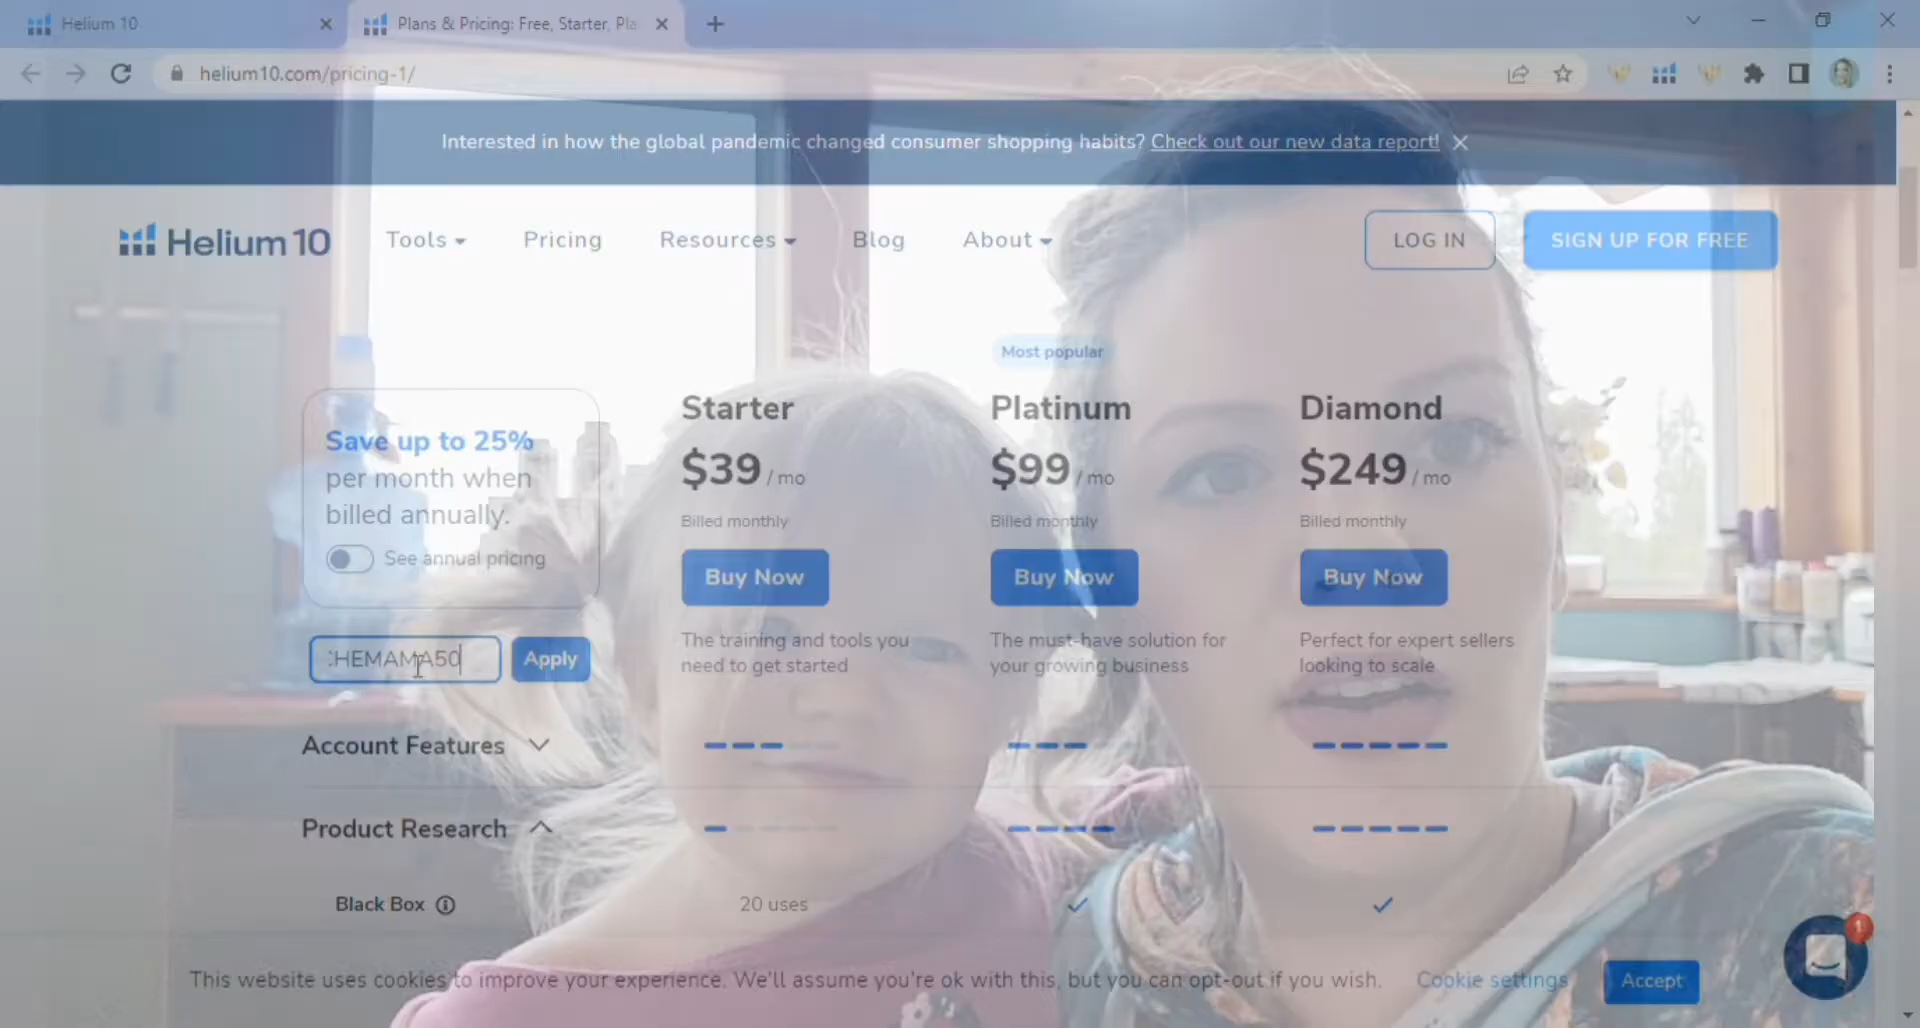 Helium 10
Plans & Pricing: Free, Starter, Pla
helium10.com/pricing-1/
Interested in how the global pandemic changed consumer shopping habits? Check out our new data report!
Helium 10
Tools
Pricing
Resources
Blog
About
LOG IN
SIGN UP FOR FREE
Most popular
Save up to 25%
per month when
billed annually.
See annual pricing
Starter
$39 / mo
Billed monthly
Buy Now
The training and tools you
need to get started
Platinum
$99 / mo
Billed monthly
Buy Now
The must-have solution for
your growing business
Diamond
$249 / mo
Billed monthly
Buy Now
Perfect for expert sellers
looking to scale
HEMAMA50
Apply
Account Features
Product Research
Black Box
20 uses
This website uses cookies to improve your experience. We'll assume you're ok with this, but you can opt-out if you wish.
Cookie settings
Accept
1